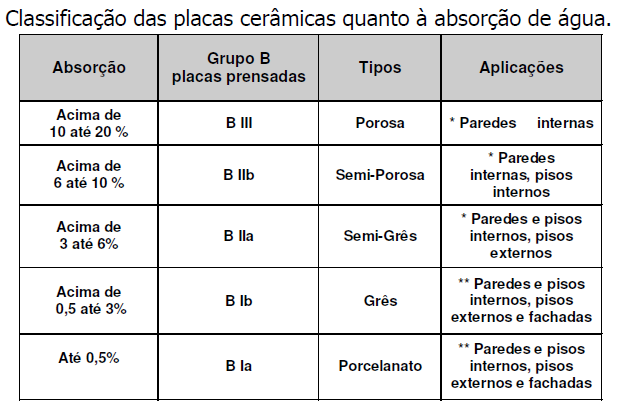 Classificação das placas cerâmicas quanto à absorção de água.
Absorção
Grupo B
placas prensadas
Tipos
Aplicações
Acima de
10 até 20 %
B III
Porosa
* Paredes internas
Acima de
6 até 10 %
B IIb
Semi-Porosa
* Paredes
internas, pisos
internos
Acima de
3 até 6%
B IIa
Semi-Grês
* Paredes e pisos
internos, pisos
externos
Acima de
0,5 até 3%
B Ib
Grês
** Paredes e pisos
internos, pisos
externos e fachadas
Até 0,5%
B Ia
Porcelanato
** Paredes e pisos
internos, pisos
externos e fachadas